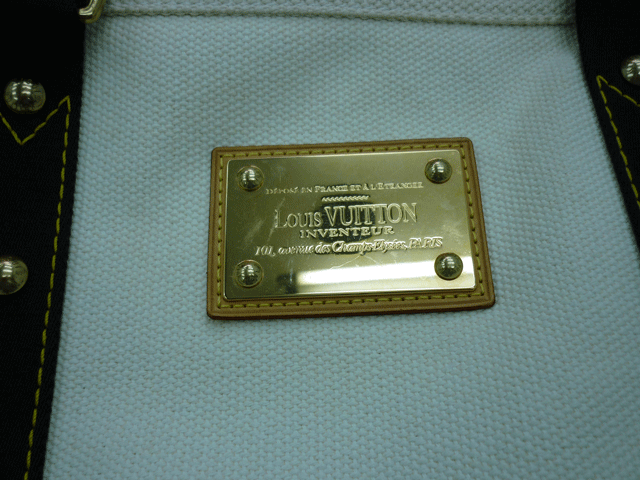 DÉPOSÉ EN FRANCE ET À L'ÉTRANGER
LOUIS VUITTON
INVENTEUR
101, avenue des Champs-Elysées, PARIS